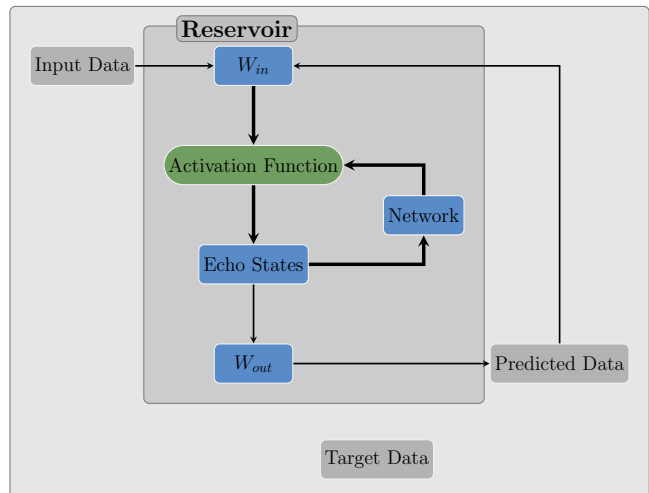 Reservoir
Input Data
W_in
Activation Function
Network
Echo States
W_out
Predicted Data
Target Data